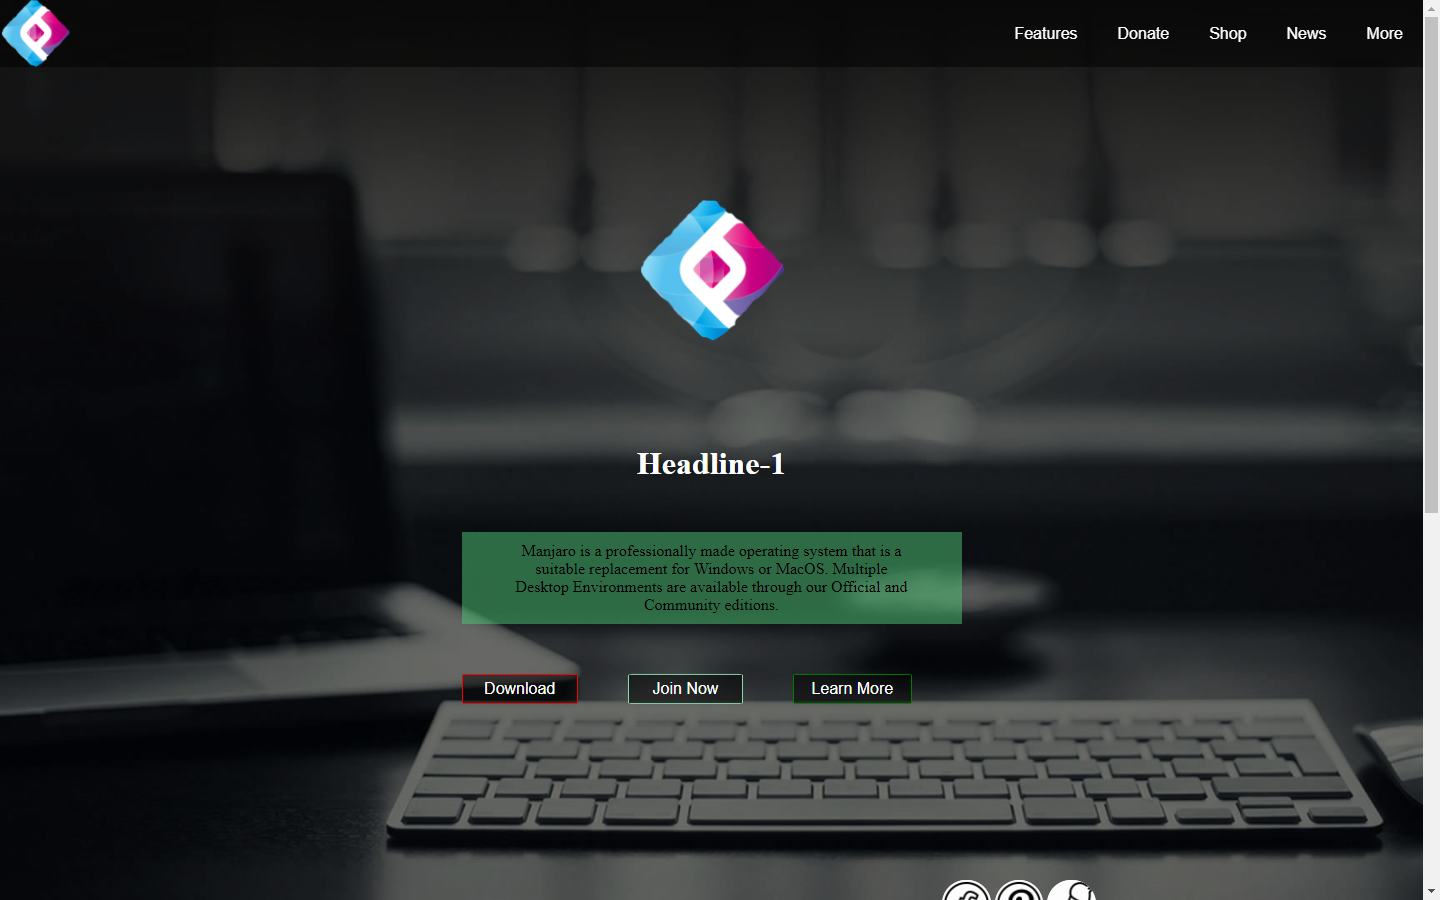 Features
Donate
Shop
News
More
Headline-1
Manjaro is a professionally made operating system that is a
suitable replacement for Windows or MacOS. Multiple
Desktop Environments are available through our Official and
Community editions.
Download
Join Now
Learn More